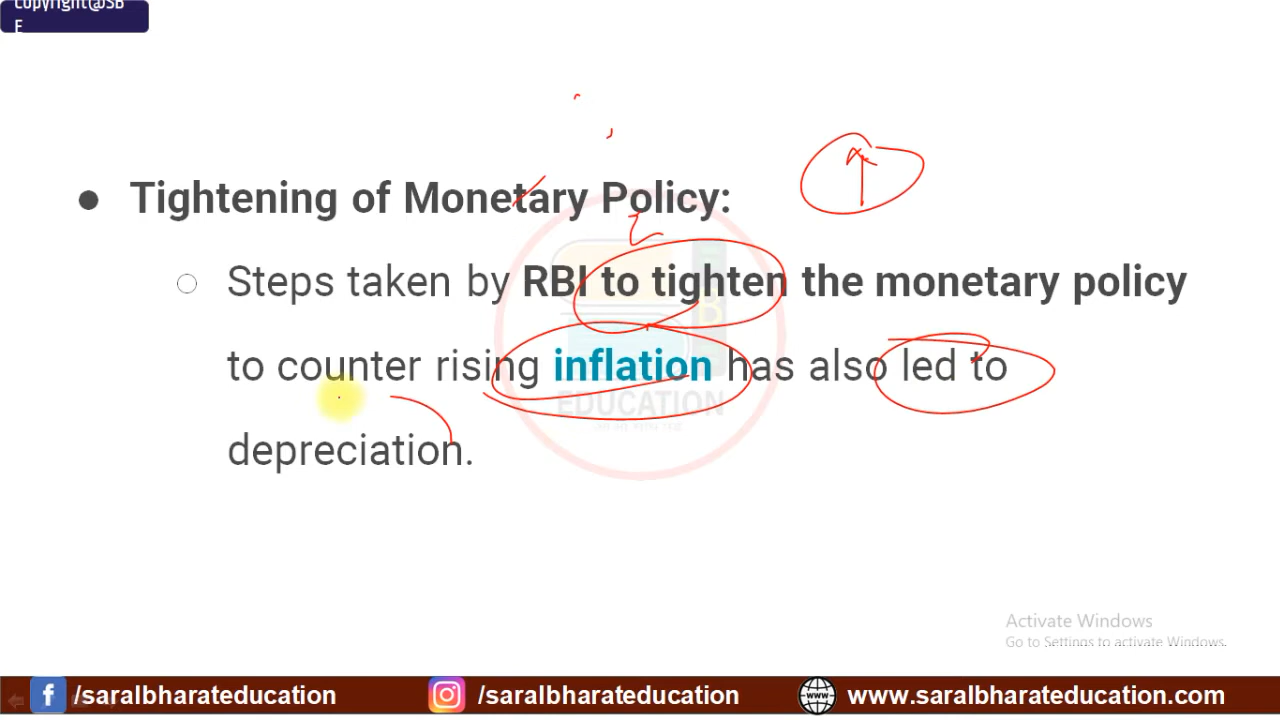 Copyright@SB
E
● Tightening of Monetary Policy:
○ Steps taken by RBI to tighten the monetary policy
to counter rising inflation has also led to
depreciation.
EDUCATION
Activate Windows
Go to Settings to activate Windows.
/saralbharateducation /saralbharateducation www.saralbharateducation.com